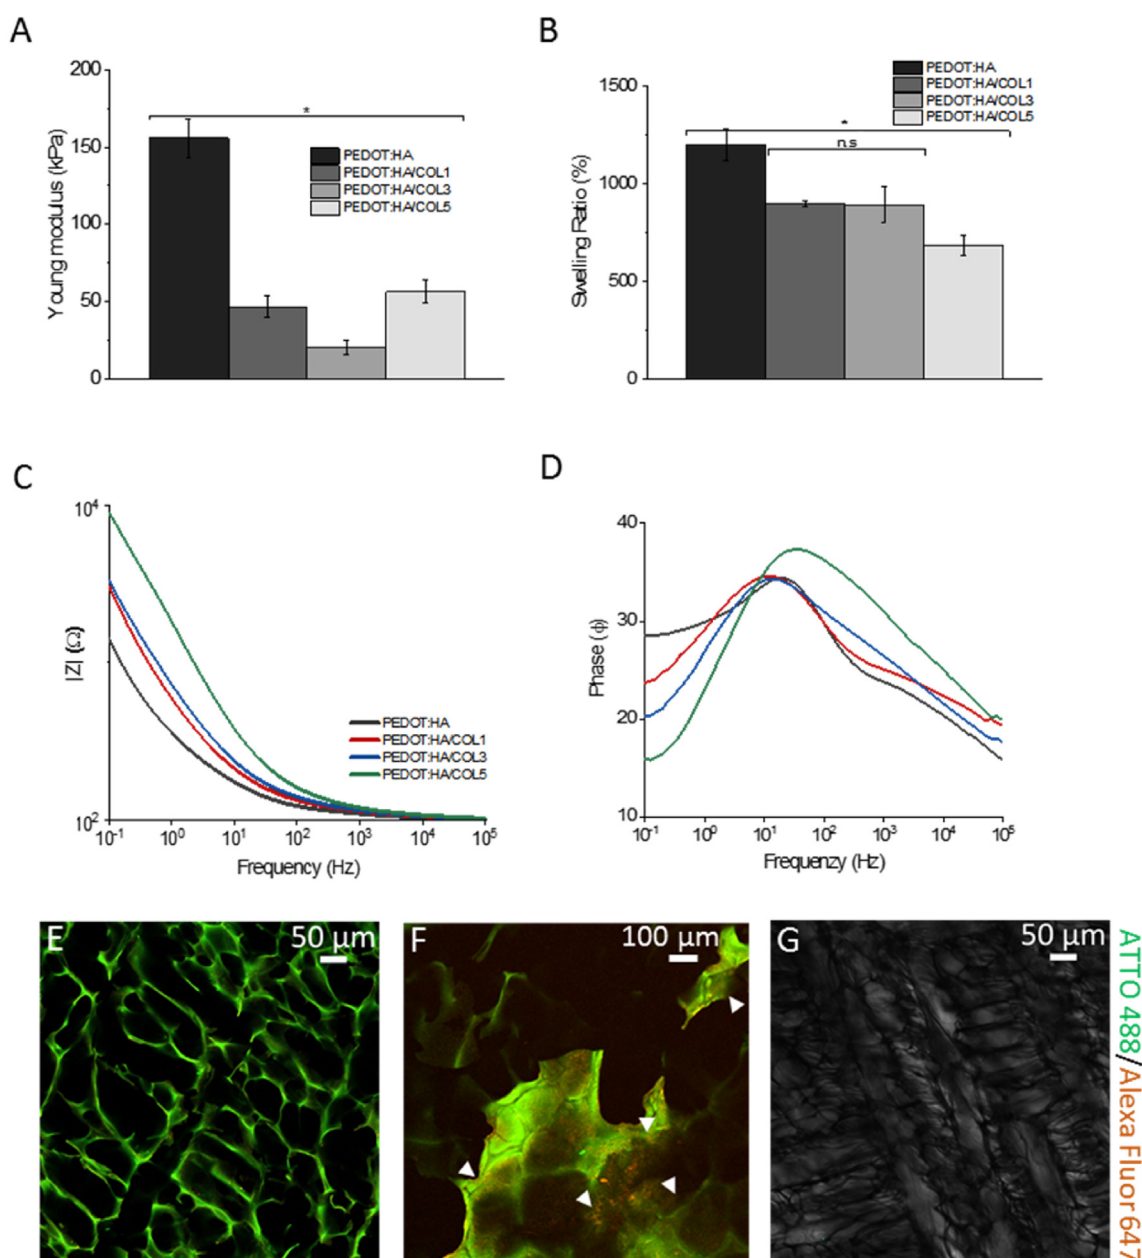 A
Young modulus (kPa)
200
150
100
50
0
*
PEDOT:HA
PEDOT:HA/COL1
PEDOT:HA/COL3
PEDOT:HA/COL5
B
Swelling Ratio (%)
1500
1000
500
0
PEDOT:HA
PEDOT:HA/COL1
PEDOT:HA/COL3
PEDOT:HA/COL5
*
n.s
C
|Z| (Ω)
10⁴
10²
PEDOT:HA
PEDOT:HA/COL1
PEDOT:HA/COL3
PEDOT:HA/COL5
10⁻¹ 10⁰ 10¹ 10² 10³ 10⁴ 10⁵
Frequency (Hz)
D
Phase (ϕ)
40
30
20
10
10⁻¹ 10⁰ 10¹ 10² 10³ 10⁴ 10⁵
Frequenzy (Hz)
E 50 μm
F 100 μm
G 50 μm
ATTO 488/Alexa Fluor 64